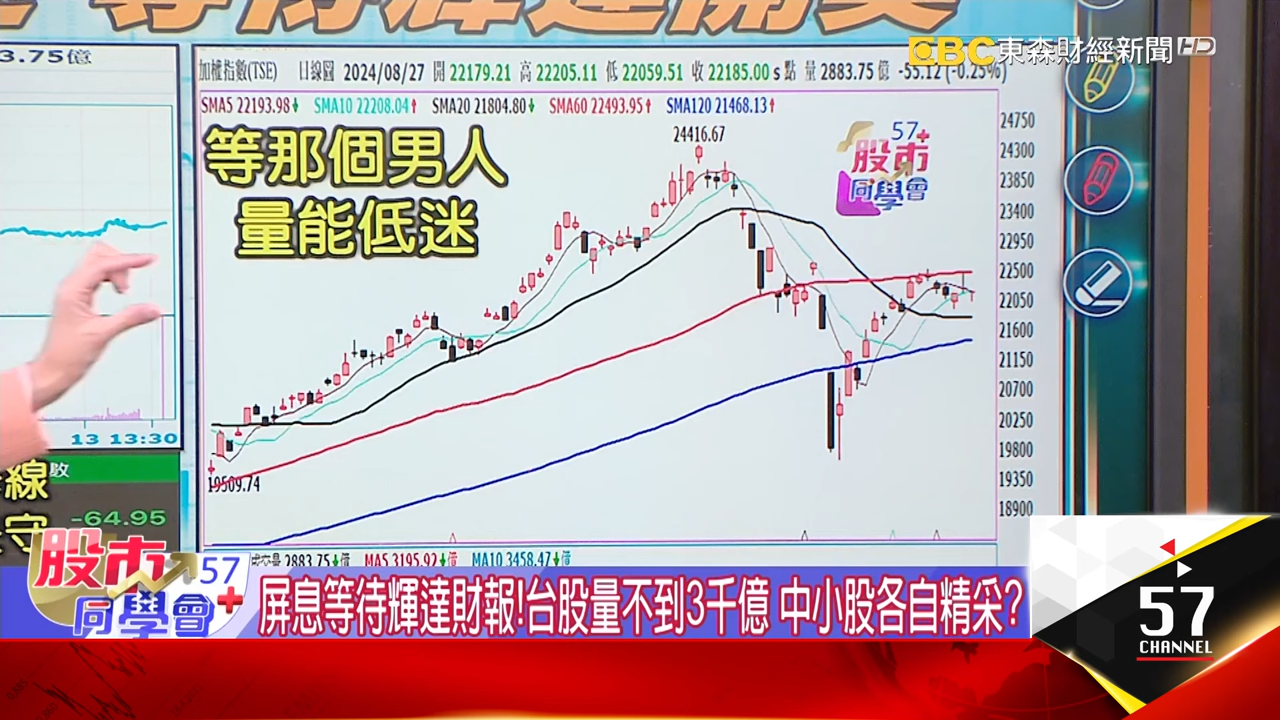 EBC 東森財經新聞 HD
3.75億
加權指數(TSE) 日線圖 2024/08/27 開 22179.21 高 22205.11 低 22059.51 收 22185.00 s 點 量 2883.75 億 -55.12 (-0.25%)
SMA5 22193.98↓ SMA10 22208.04↑ SMA20 21804.80↓ SMA60 22493.95↑ SMA120 21468.13↑
等那個男人
量能低迷
24416.67
57+
股市
同學會
24750
24300
23850
23400
22950
22500
22050
21600
21150
20700
20250
19800
19350
18900
19509.74
13 13:30
數
線
守
-64.95
2883.75↓億 MA5 3195.92↓億 MA10 3458.47↓億
股市 57+
同學會
屏息等待輝達財報!台股量不到3千億 中小股各自精采?
57
CHANNEL